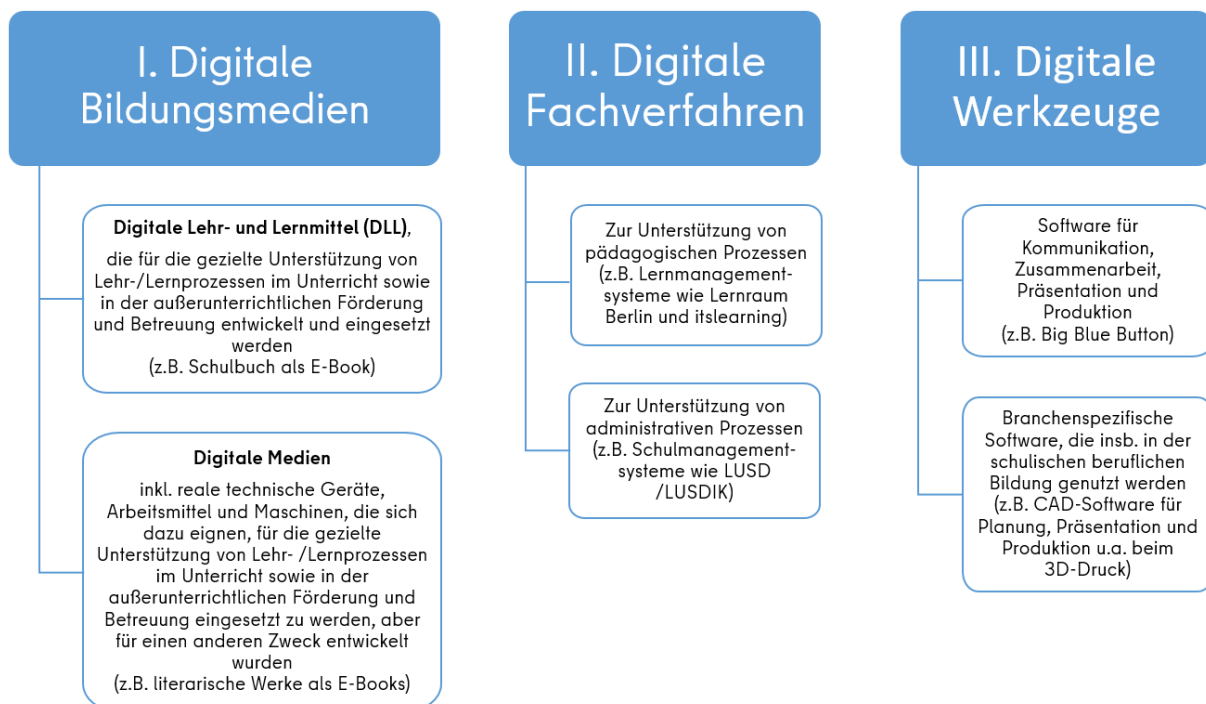 I. Digitale
Bildungsmedien
Digitale Lehr- und Lernmittel (DLL),
die für die gezielte Unterstützung von
Lehr-/Lernprozessen im Unterricht sowie
in der außerunterrichtlichen Förderung
und Betreuung entwickelt und eingesetzt
werden
(z.B. Schulbuch als E-Book)
Digitale Medien
inkl. reale technische Geräte,
Arbeitsmittel und Maschinen, die sich
dazu eignen, für die gezielte
Unterstützung von Lehr- /Lernprozessen
im Unterricht sowie in der
außerunterrichtlichen Förderung und
Betreuung eingesetzt zu werden, aber
für einen anderen Zweck entwickelt
wurden
(z.B. literarische Werke als E-Books)
II. Digitale
Fachverfahren
Zur Unterstützung von
pädagogischen Prozessen
(z.B. Lernmanagement-
systeme wie Lernraum
Berlin und itslearning)
Zur Unterstützung von
administrativen Prozessen
(z.B. Schulmanagement-
systeme wie LUSD
/LUSDIK)
III. Digitale
Werkzeuge
Software für
Kommunikation,
Zusammenarbeit,
Präsentation und
Produktion
(z.B. Big Blue Button)
Branchenspezifische
Software, die insb. in der
schulischen beruflichen
Bildung genutzt werden
(z.B. CAD-Software für
Planung, Präsentation und
Produktion u.a. beim
3D-Druck)